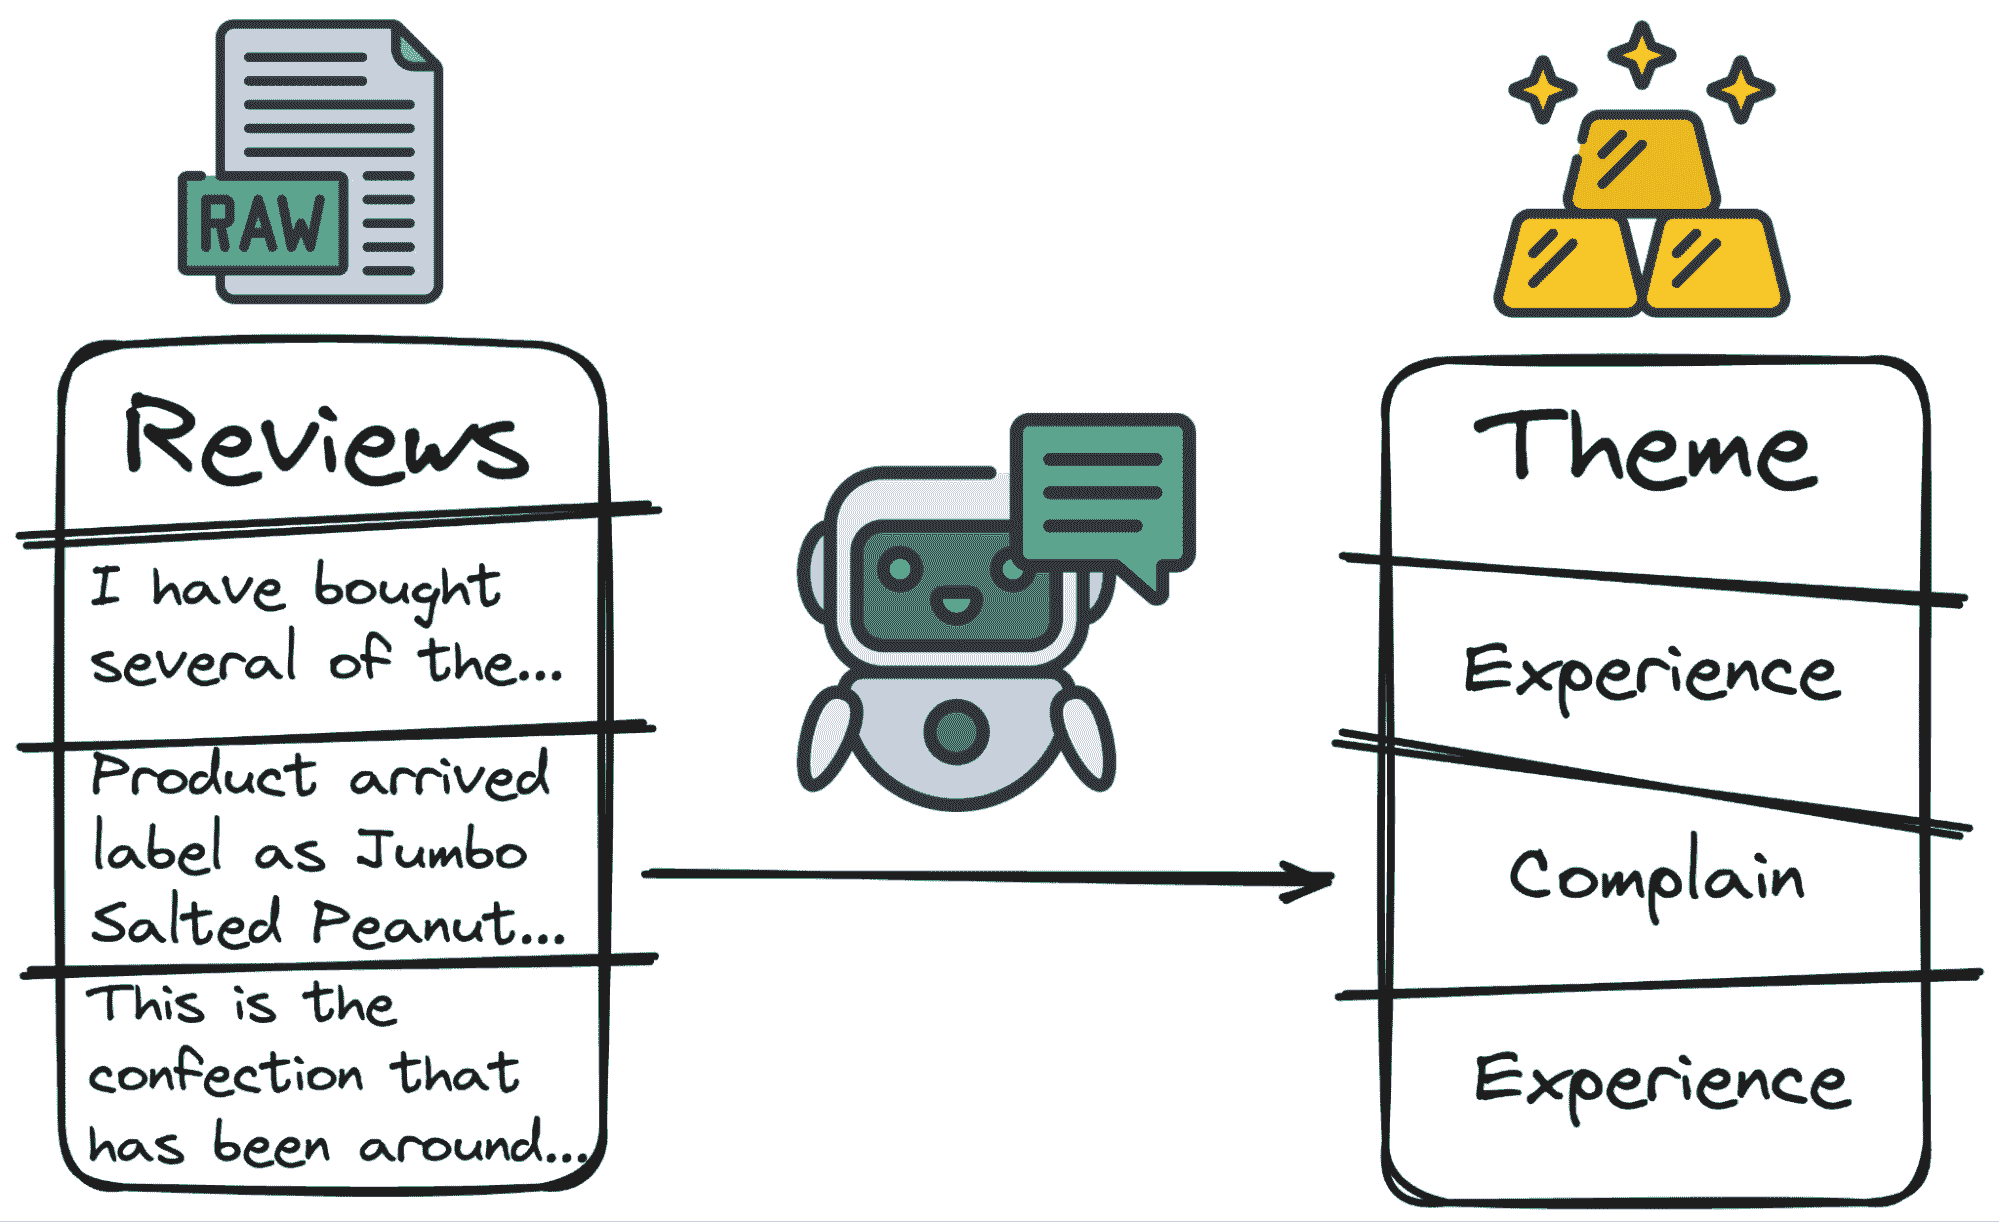 RAW
Reviews
I have bought
several of the...
Product arrived
label as Jumbo
Salted Peanut...
This is the
confection that
has been around...
Theme
Experience
Complain
Experience